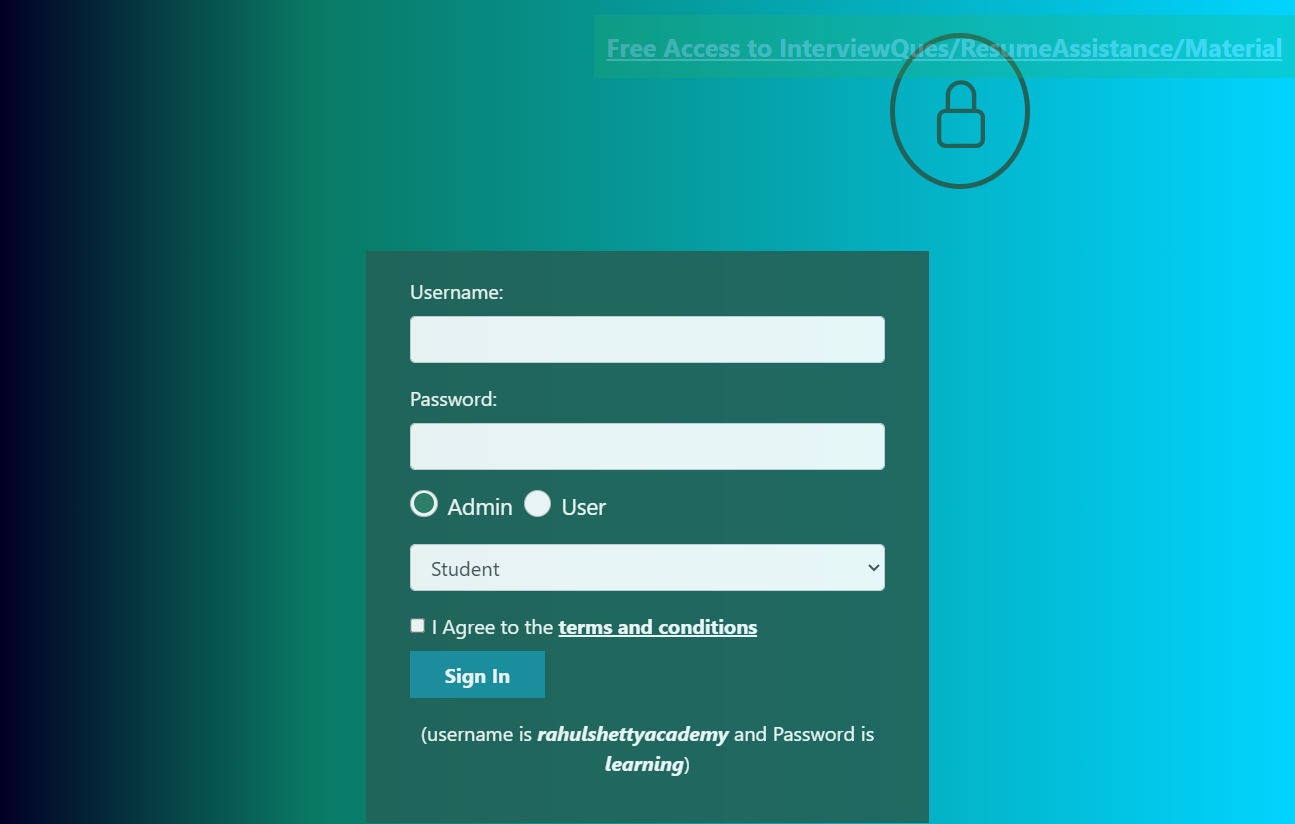 Free Access to InterviewQues/ResumeAssistance/Material
Username:
Password:
Admin User
Student
I Agree to the terms and conditions
Sign In
(username is rahulshettyacademy and Password is
learning)